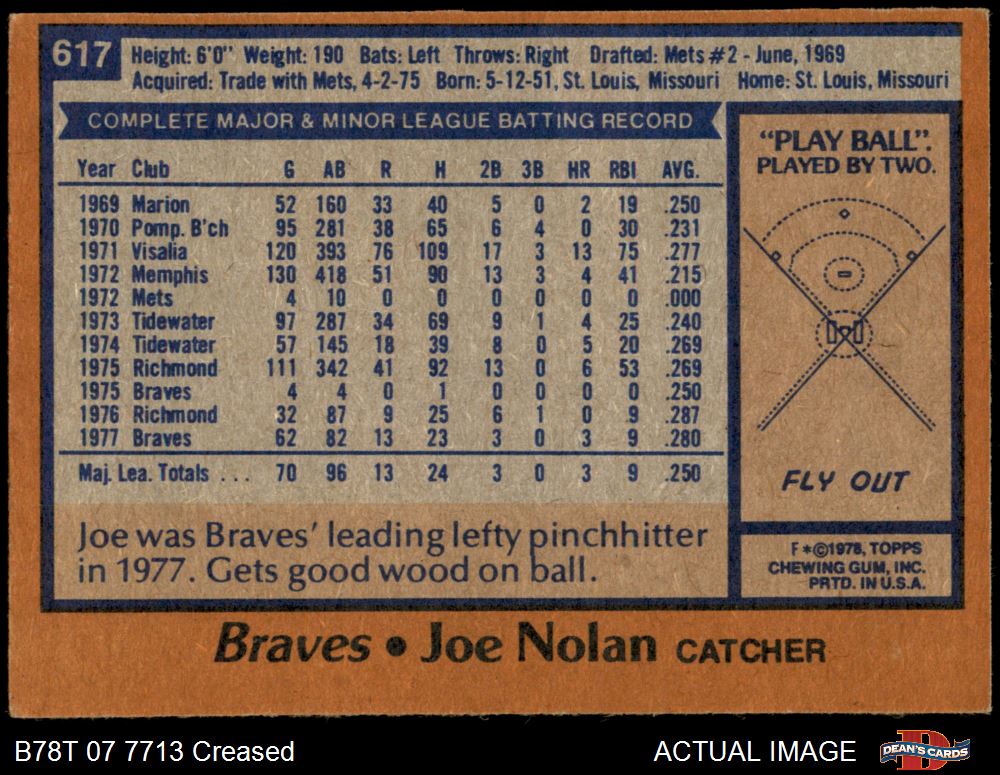 617
Height: 6'0" Weight: 190 Bats: Left Throws: Right Drafted: Mets #2 - June, 1969
Acquired: Trade with Mets, 4-2-75 Born: 5-12-51, St. Louis, Missouri Home: St. Louis, Missouri
COMPLETE MAJOR & MINOR LEAGUE BATTING RECORD
Year Club G AB R H 2B 3B HR RBI AVG.
1969 Marion 52 160 33 40 5 0 2 19 .250
1970 Pomp. B'ch 95 281 38 65 6 4 0 30 .231
1971 Visalia 120 393 76 109 17 3 13 75 .277
1972 Memphis 130 418 51 90 13 3 4 41 .215
1972 Mets 4 10 0 0 0 0 0 0 .000
1973 Tidewater 97 287 34 69 9 1 4 25 .240
1974 Tidewater 57 145 18 39 8 0 5 20 .269
1975 Richmond 111 342 41 92 13 0 6 53 .269
1975 Braves 4 4 0 1 0 0 0 0 .250
1976 Richmond 32 87 9 25 6 1 0 9 .287
1977 Braves 62 82 13 23 3 0 3 9 .280
Maj. Lea. Totals ... 70 96 13 24 3 0 3 9 .250
Joe was Braves' leading lefty pinchhitter
in 1977. Gets good wood on ball.
"PLAY BALL".
PLAYED BY TWO.
FLY OUT
F *©1978, TOPPS
CHEWING GUM, INC.
PRTD. IN U.S.A.
Braves • Joe Nolan CATCHER
B78T 07 7713 Creased
ACTUAL IMAGE
DEAN'S CARDS